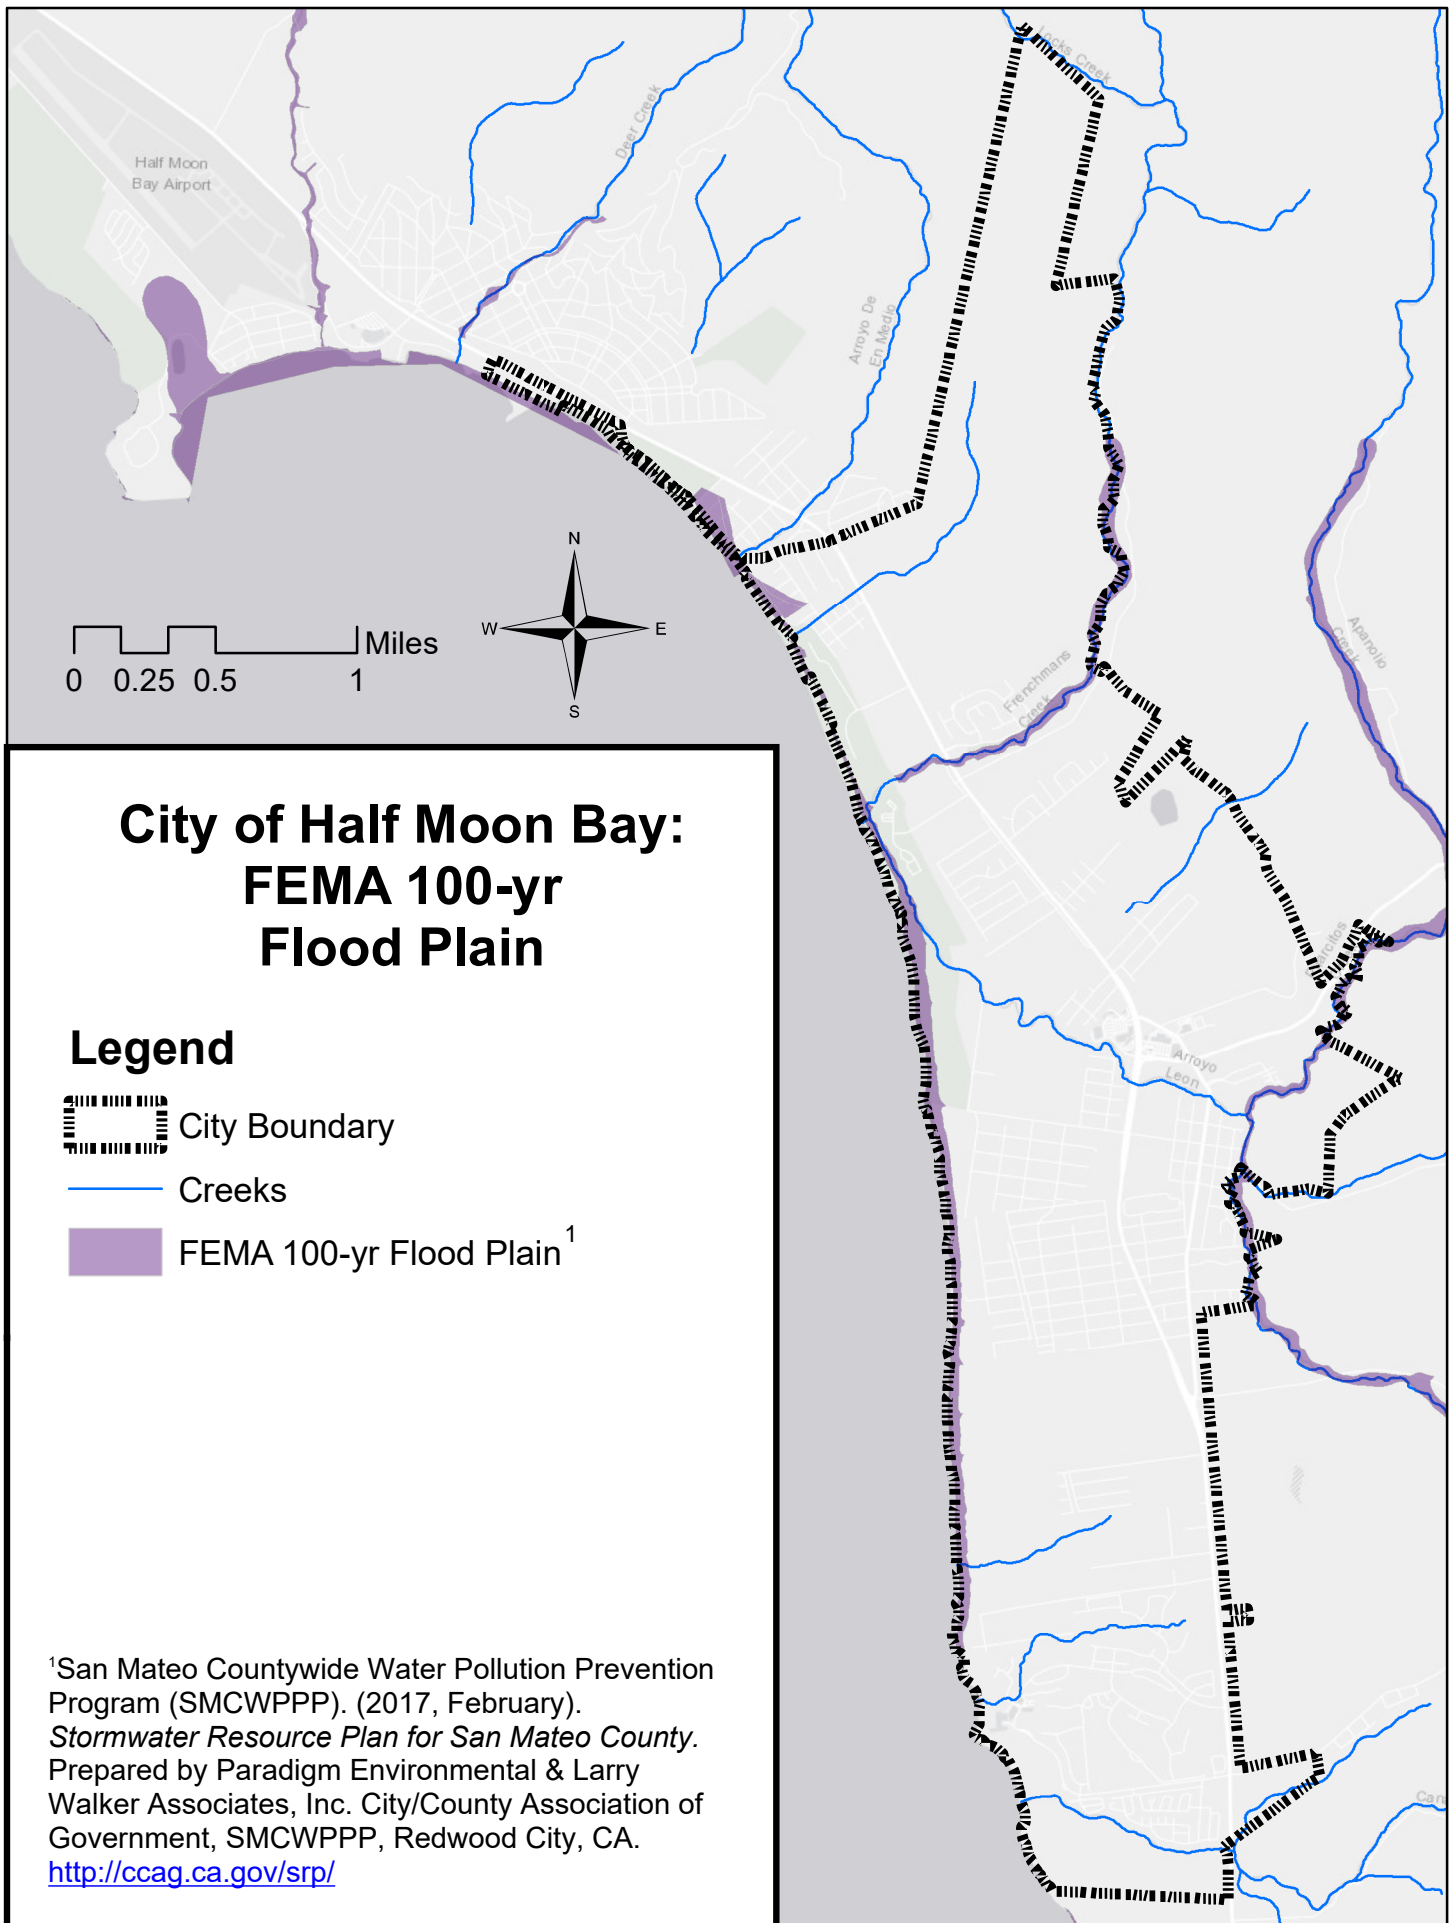 Locks Creek
Deer Creek
Half Moon
Bay Airport
Arroyo De
En Medio
N
W
E
S
Miles
0 0.25 0.5 1
Apanolio
Creek
Frenchmans
Creek
City of Half Moon Bay:
FEMA 100-yr
Flood Plain
Legend
City Boundary
Creeks
FEMA 100-yr Flood Plain 1
Arroyo
Leon
1San Mateo Countywide Water Pollution Prevention
Program (SMCWPPP). (2017, February).
Stormwater Resource Plan for San Mateo County.
Prepared by Paradigm Environmental & Larry
Walker Associates, Inc. City/County Association of
Government, SMCWPPP, Redwood City, CA.
http://ccag.ca.gov/srp/